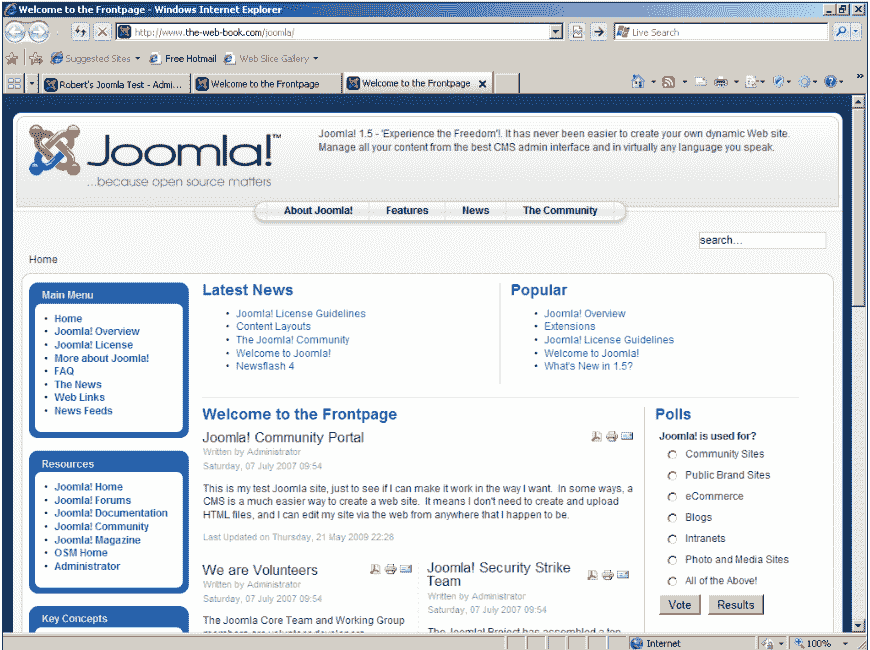 Welcome to the Frontpage - Windows Internet Explorer
http://www.the-web-book.com/joomla/
Live Search
Suggested Sites
Free Hotmail
Web Slice Gallery
Robert's Joomla Test - Admi...
Welcome to the Frontpage
Welcome to the Frontpage
Joomla!™
...because open source matters
Joomla! 1.5 - 'Experience the Freedom'!. It has never been easier to create your own dynamic Web site.
Manage all your content from the best CMS admin interface and in virtually any language you speak.
About Joomla!
Features
News
The Community
search...
Home
Main Menu
Home
Joomla! Overview
Joomla! License
More about Joomla!
FAQ
The News
Web Links
News Feeds
Resources
Joomla! Home
Joomla! Forums
Joomla! Documentation
Joomla! Community
Joomla! Magazine
OSM Home
Administrator
Key Concepts
Latest News
Joomla! License Guidelines
Content Layouts
The Joomla! Community
Welcome to Joomla!
Newsflash 4
Popular
Joomla! Overview
Extensions
Joomla! License Guidelines
Welcome to Joomla!
What's New in 1.5?
Welcome to the Frontpage
Joomla! Community Portal
Written by Administrator
Saturday, 07 July 2007 09:54
This is my test Joomla site, just to see if I can make it work in the way I want. In some ways, a
CMS is a much easier way to create a web site. It means I don't need to create and upload
HTML files, and I can edit my site via the web from anywhere that I happen to be.
Last Updated on Thursday, 21 May 2009 22:28
We are Volunteers
Written by Administrator
Saturday, 07 July 2007 09:54
The Joomla Core Team and Working Group
members are volunteer developers
Joomla! Security Strike
Team
Written by Administrator
Saturday, 07 July 2007 09:54
The Joomla Project has assembled a top
Polls
Joomla! is used for?
Community Sites
Public Brand Sites
eCommerce
Blogs
Intranets
Photo and Media Sites
All of the Above!
Vote
Results
Internet
100%